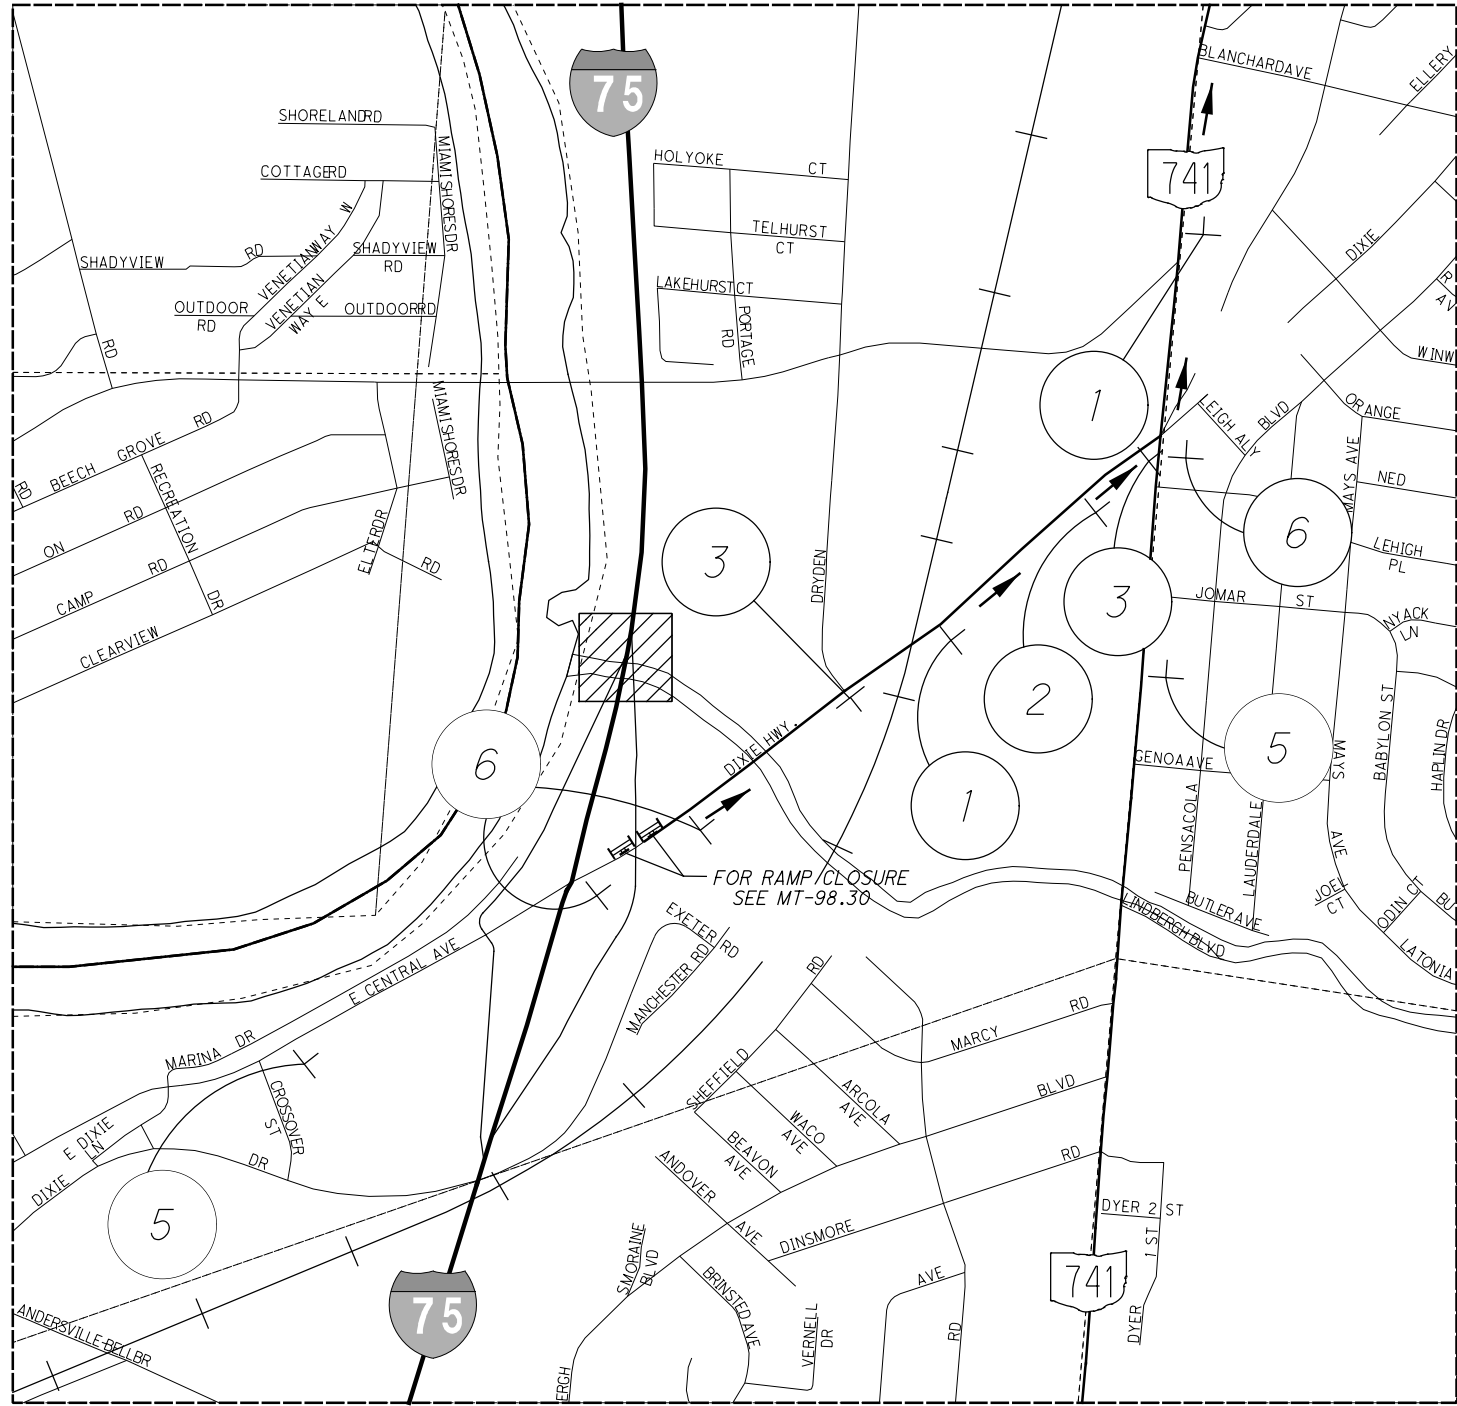 75
BLANCHARDAVE
ELLERY
SHORELANDRD
MIAMISHORESDR
COTTAGERD
HOLYOKE CT
741
TELHURST
CT
VENETIANWAY W
SHADYVIEW RD
SHADYVIEW
RD
DIXIE
R
AV
LAKEHURSTCT
OUTDOOR
RD
VENETIAN
WAY E
OUTDOORRD
PORTAGE
RD
RD
WINW
1
MIAMISHORESDR
LEIGH ALY
BLVD
ORANGE
BEECH GROVE RD
RD
RECREATION
DR
MAYS AVE
NED
ON RD
ELTERDR
RD
3
6
LEHIGH
PL
CAMP RD
DRYDEN
3
JOMAR ST
NYACK
LN
CLEARVIEW
2
DIXIE HWY.
6
5
GENOAAVE
MAYS
AVE
BABYLON ST
HAPLINDR
1
PENSACOLA
LAUDERDALE
FOR RAMP CLOSURE
SEE MT-98.30
JOEL
CT
ODIN CT
BU
BUTLERAVE
LINDBERGHBLVD
LATONIA
EXETER RD
MANCHESTER RD
E CENTRAL AVE
RD
MARCY RD
MARINA DR
SHEFFIELD
ARCOLA
AVE
BLVD
CROSSOVER
ST
WACO
AVE
E DIXIE
LN
BEAVON
AVE
RD
DIXIE DR
ANDOVER AVE
5
DYER 2 ST
DINSMORE
1 ST
DYER
SMORAINE
BLVD
741
AVE
75
BRINSTEDAVE
VERNELL
DR
RD
ANDERSVILLE-BELLBR
ERGH